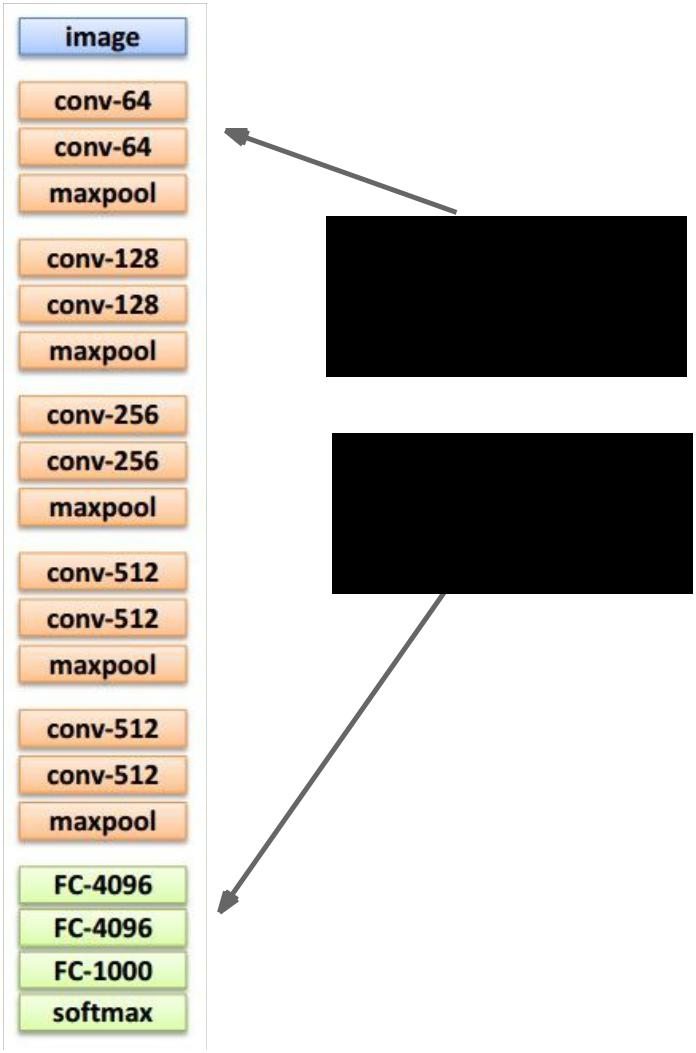 image
conv-64
conv-64
maxpool
conv-128
conv-128
maxpool
conv-256
conv-256
maxpool
conv-512
conv-512
maxpool
conv-512
conv-512
maxpool
FC-4096
FC-4096
FC-1000
softmax